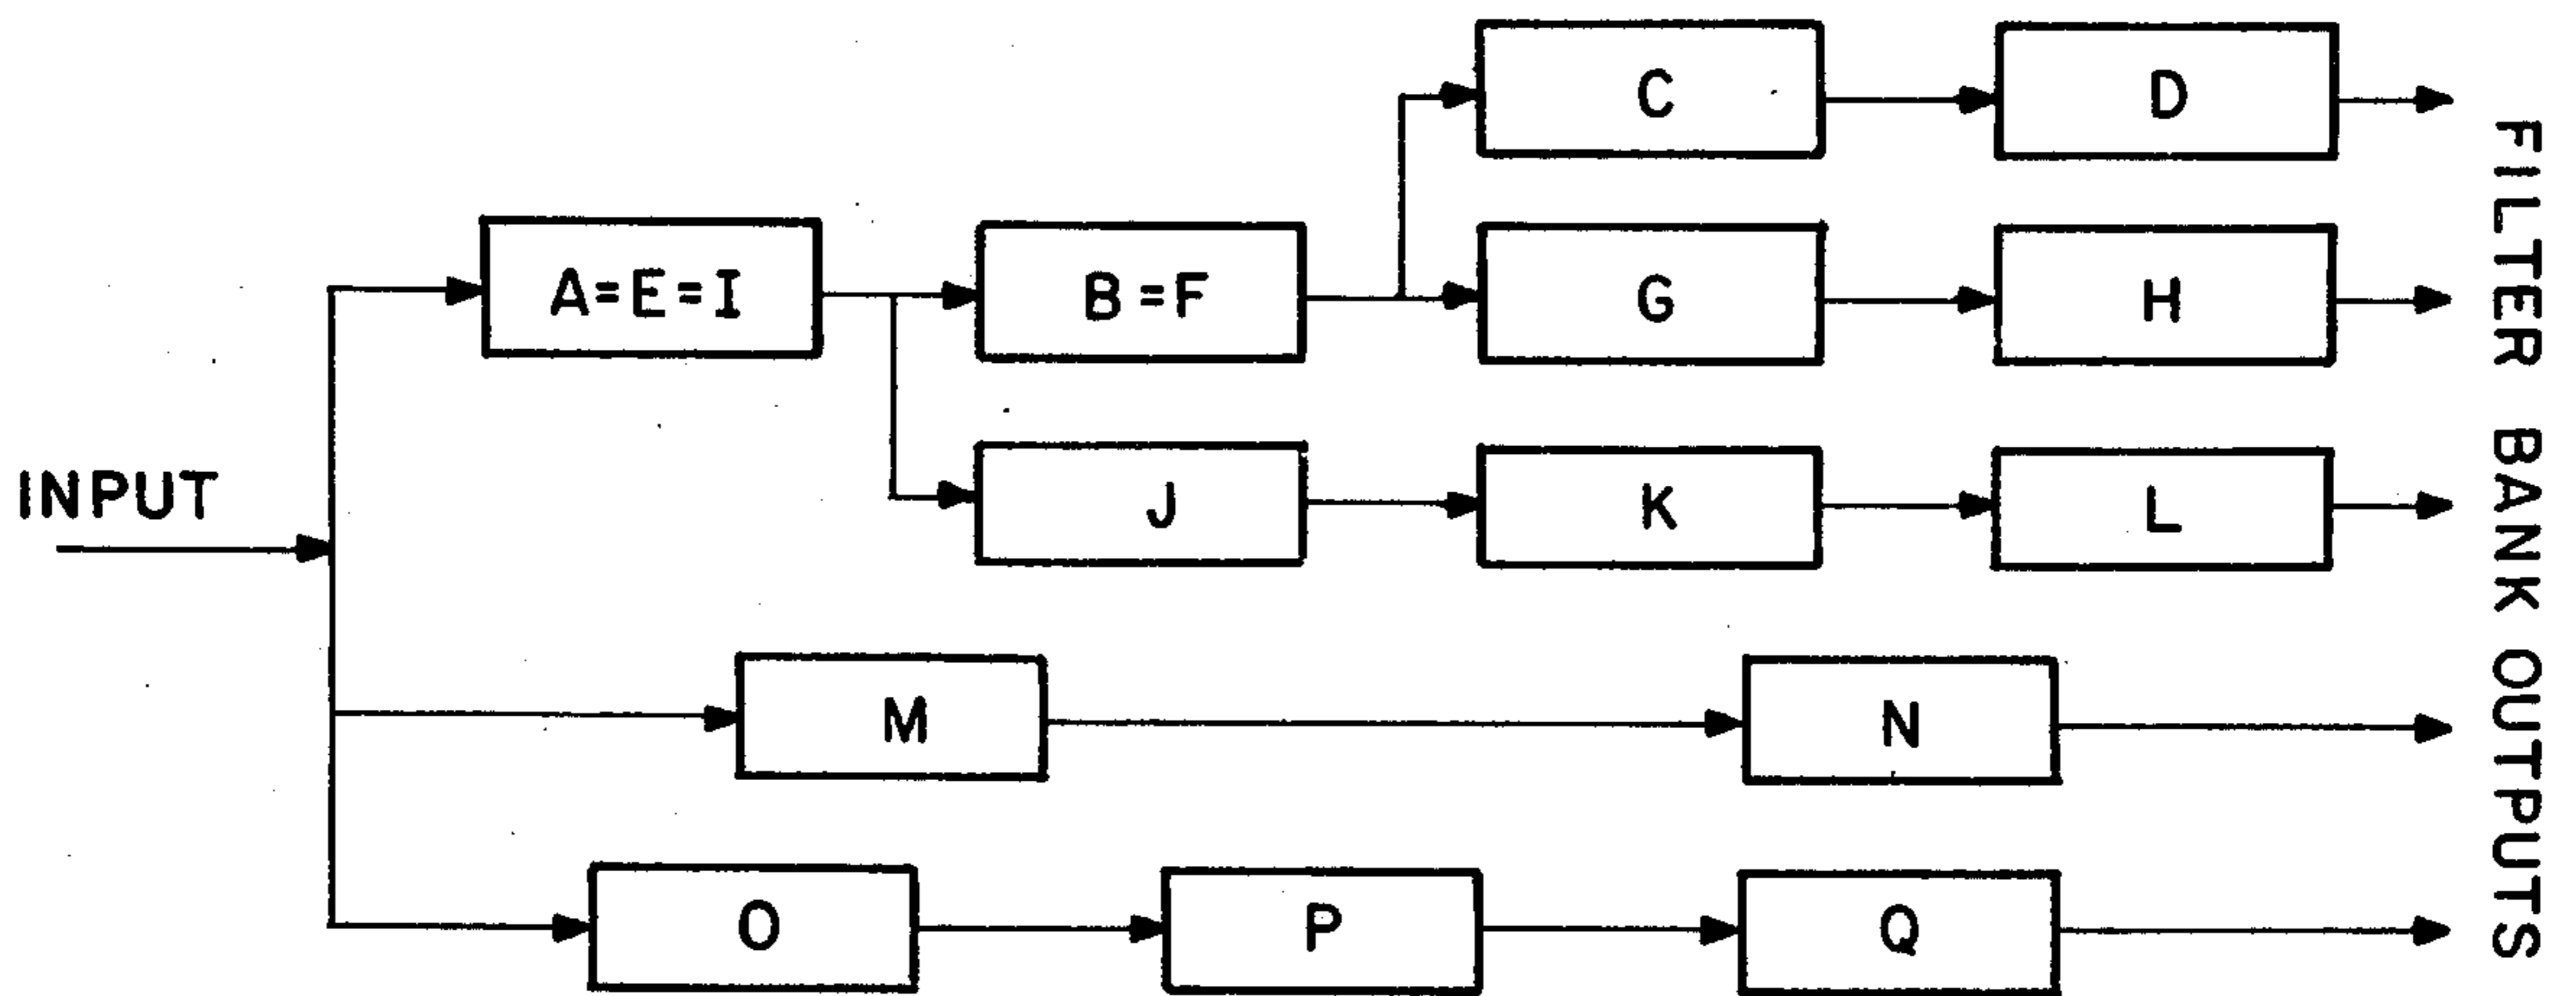 C
D
A=E=I
B=F
G
H
INPUT
J
K
L
M
N
O
P
Q
FILTER BANK OUTPUTS